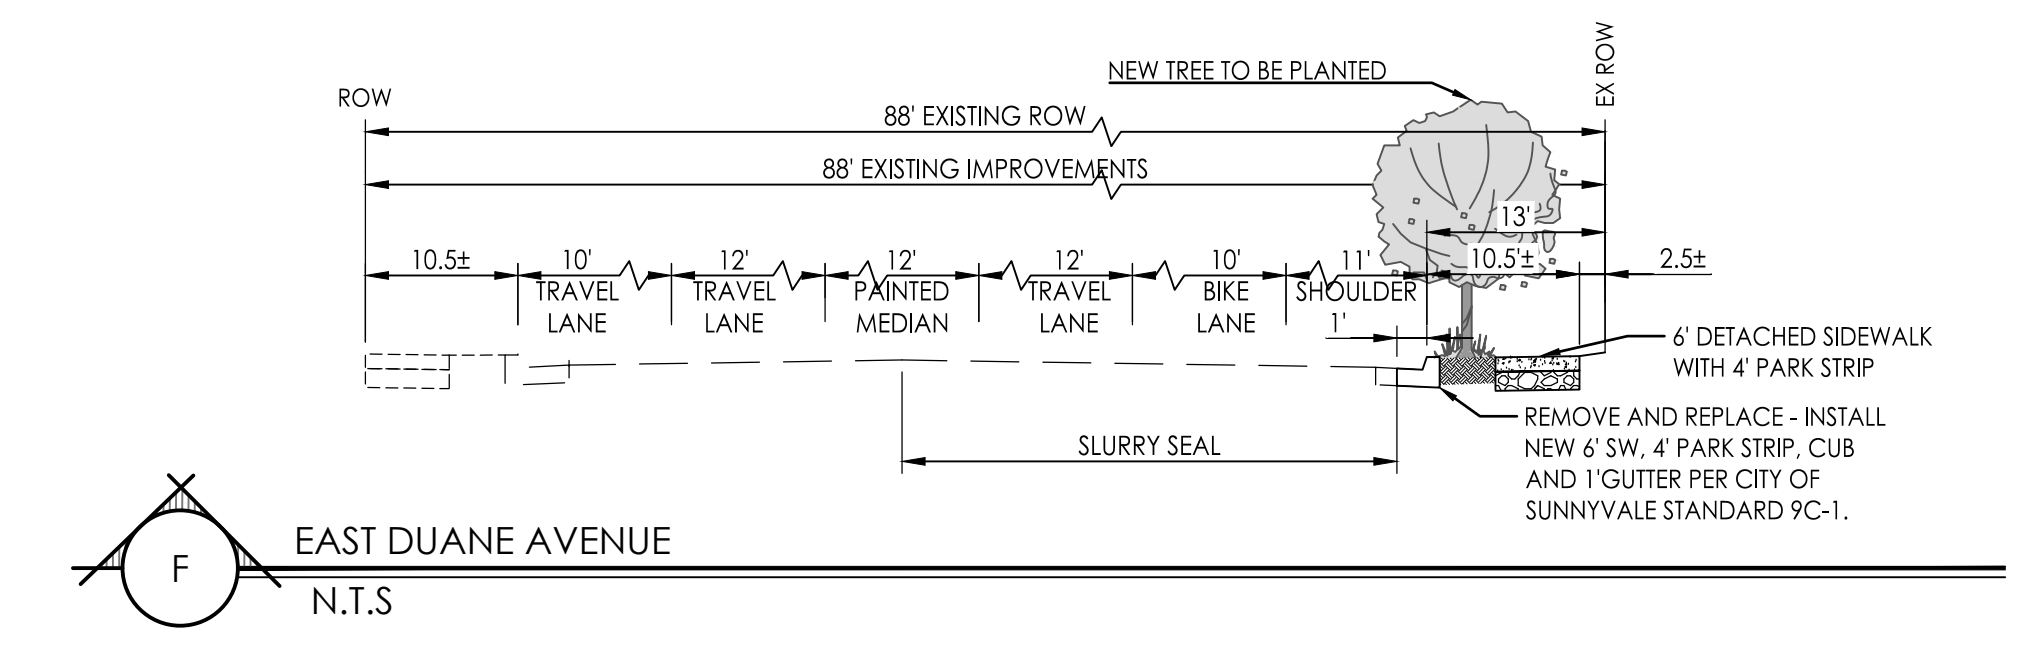 NEW TREE TO BE PLANTED
EX ROW
ROW
88' EXISTING ROW
88' EXISTING IMPROVEMENTS
13'
10.5±
10'
12'
12'
12'
10'
11'
10.5'±
2.5±
TRAVEL
LANE
TRAVEL
LANE
PAINTED
MEDIAN
TRAVEL
LANE
BIKE
LANE
SHOULDER
1'
6' DETACHED SIDEWALK
WITH 4' PARK STRIP
REMOVE AND REPLACE - INSTALL
NEW 6' SW, 4' PARK STRIP, CUB
AND 1'GUTTER PER CITY OF
SUNNYVALE STANDARD 9C-1.
SLURRY SEAL
F
EAST DUANE AVENUE
N.T.S